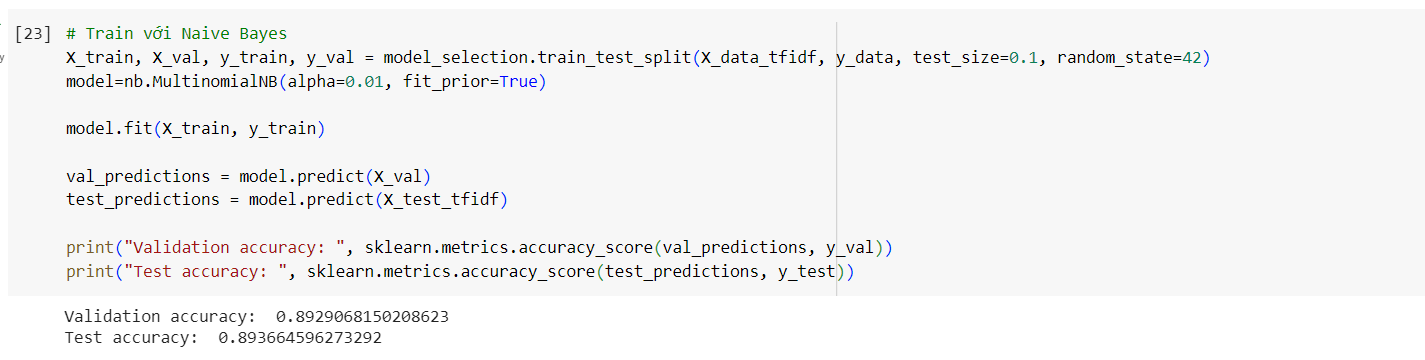 [23] # Train với Naive Bayes
X_train, X_val, y_train, y_val = model_selection.train_test_split(X_data_tfidf, y_data, test_size=0.1, random_state=42)
model=nb.MultinomialNB(alpha=0.01, fit_prior=True)
model.fit(X_train, y_train)
val_predictions = model.predict(X_val)
test_predictions = model.predict(X_test_tfidf)
print("Validation accuracy: ", sklearn.metrics.accuracy_score(val_predictions, y_val))
print("Test accuracy: ", sklearn.metrics.accuracy_score(test_predictions, y_test))
Validation accuracy:  0.8929068150208623
Test accuracy:  0.893664596273292